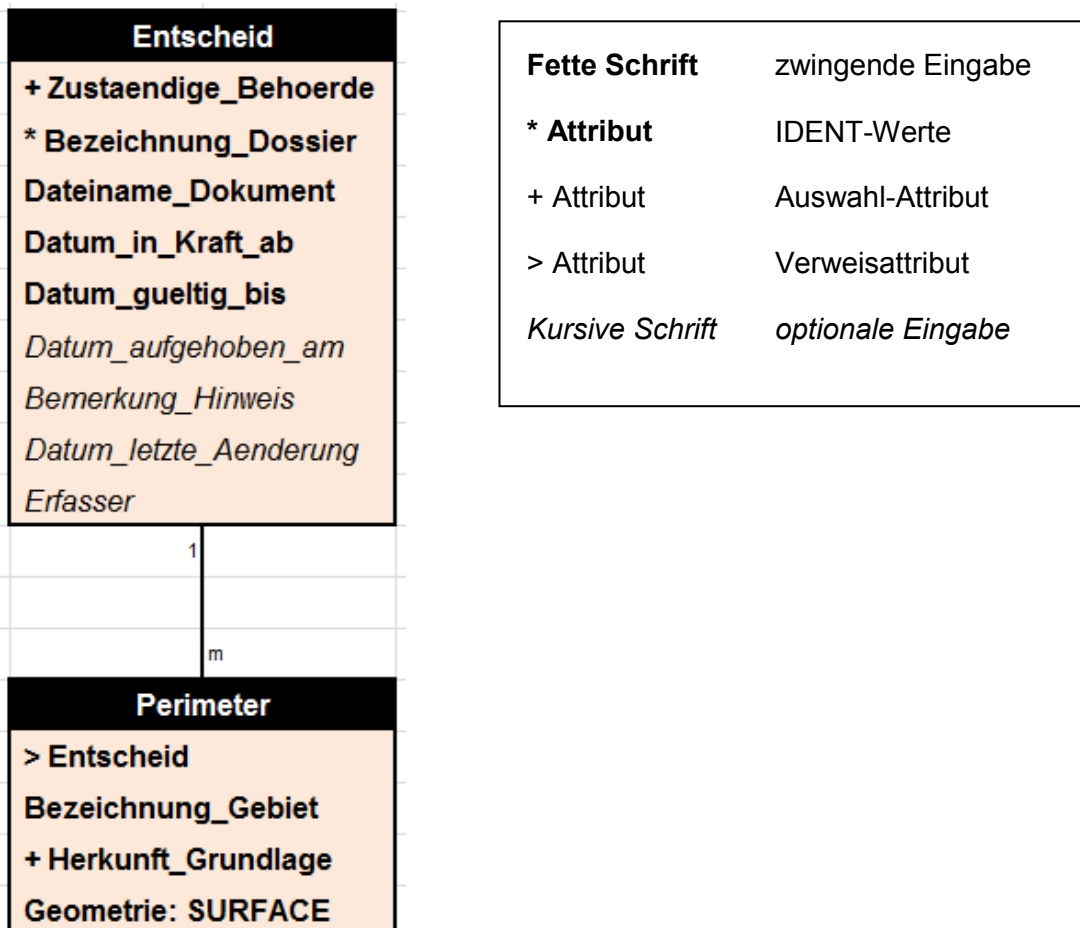 Entscheid
+ Zustaendige_Behoerde
* Bezeichnung_Dossier
Dateiname_Dokument
Datum_in_Kraft_ab
Datum_gueltig_bis
Datum_aufgehoben_am
Bemerkung_Hinweis
Datum_letzte_Aenderung
Erfasser
1
m
Perimeter
> Entscheid
Bezeichnung_Gebiet
+ Herkunft_Grundlage
Geometrie: SURFACE
Fette Schrift zwingende Eingabe
* Attribut IDENT-Werte
+ Attribut Auswahl-Attribut
> Attribut Verweisattribut
Kursive Schrift optionale Eingabe